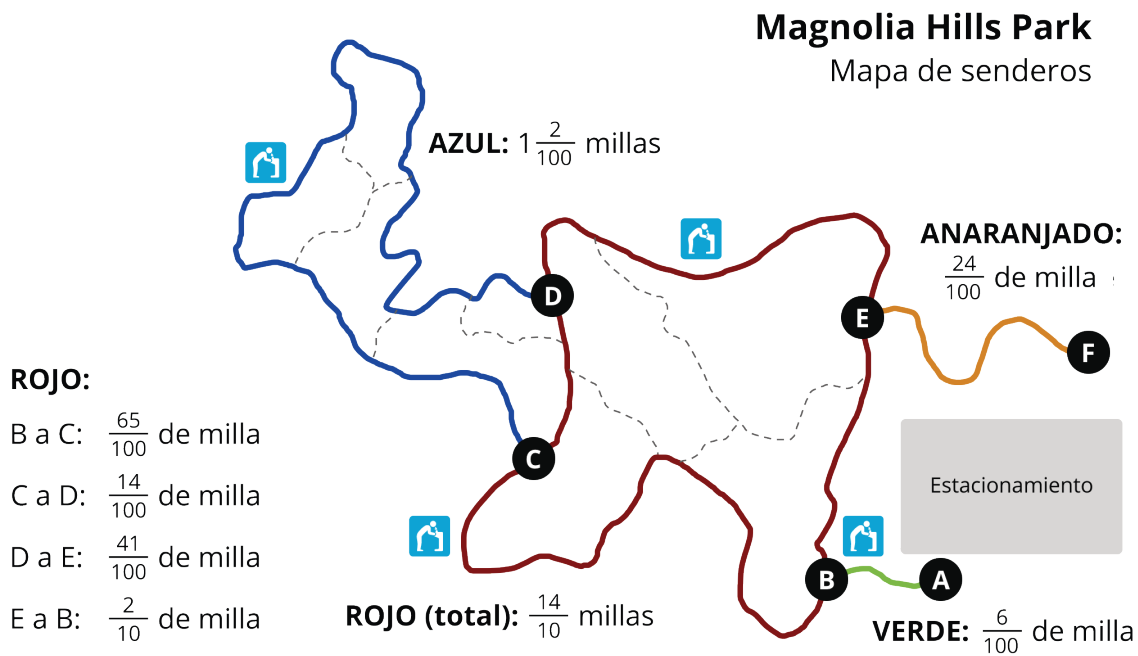 Magnolia Hills Park
Mapa de senderos
AZUL: 1 2/100 millas
ANARANJADO:
24/100 de milla
D
E
F
ROJO:
B a C: 65/100 de milla
C a D: 14/100 de milla
D a E: 41/100 de milla
E a B: 2/10 de milla
C
Estacionamiento
B
A
ROJO (total): 14/10 millas
VERDE: 6/100 de milla